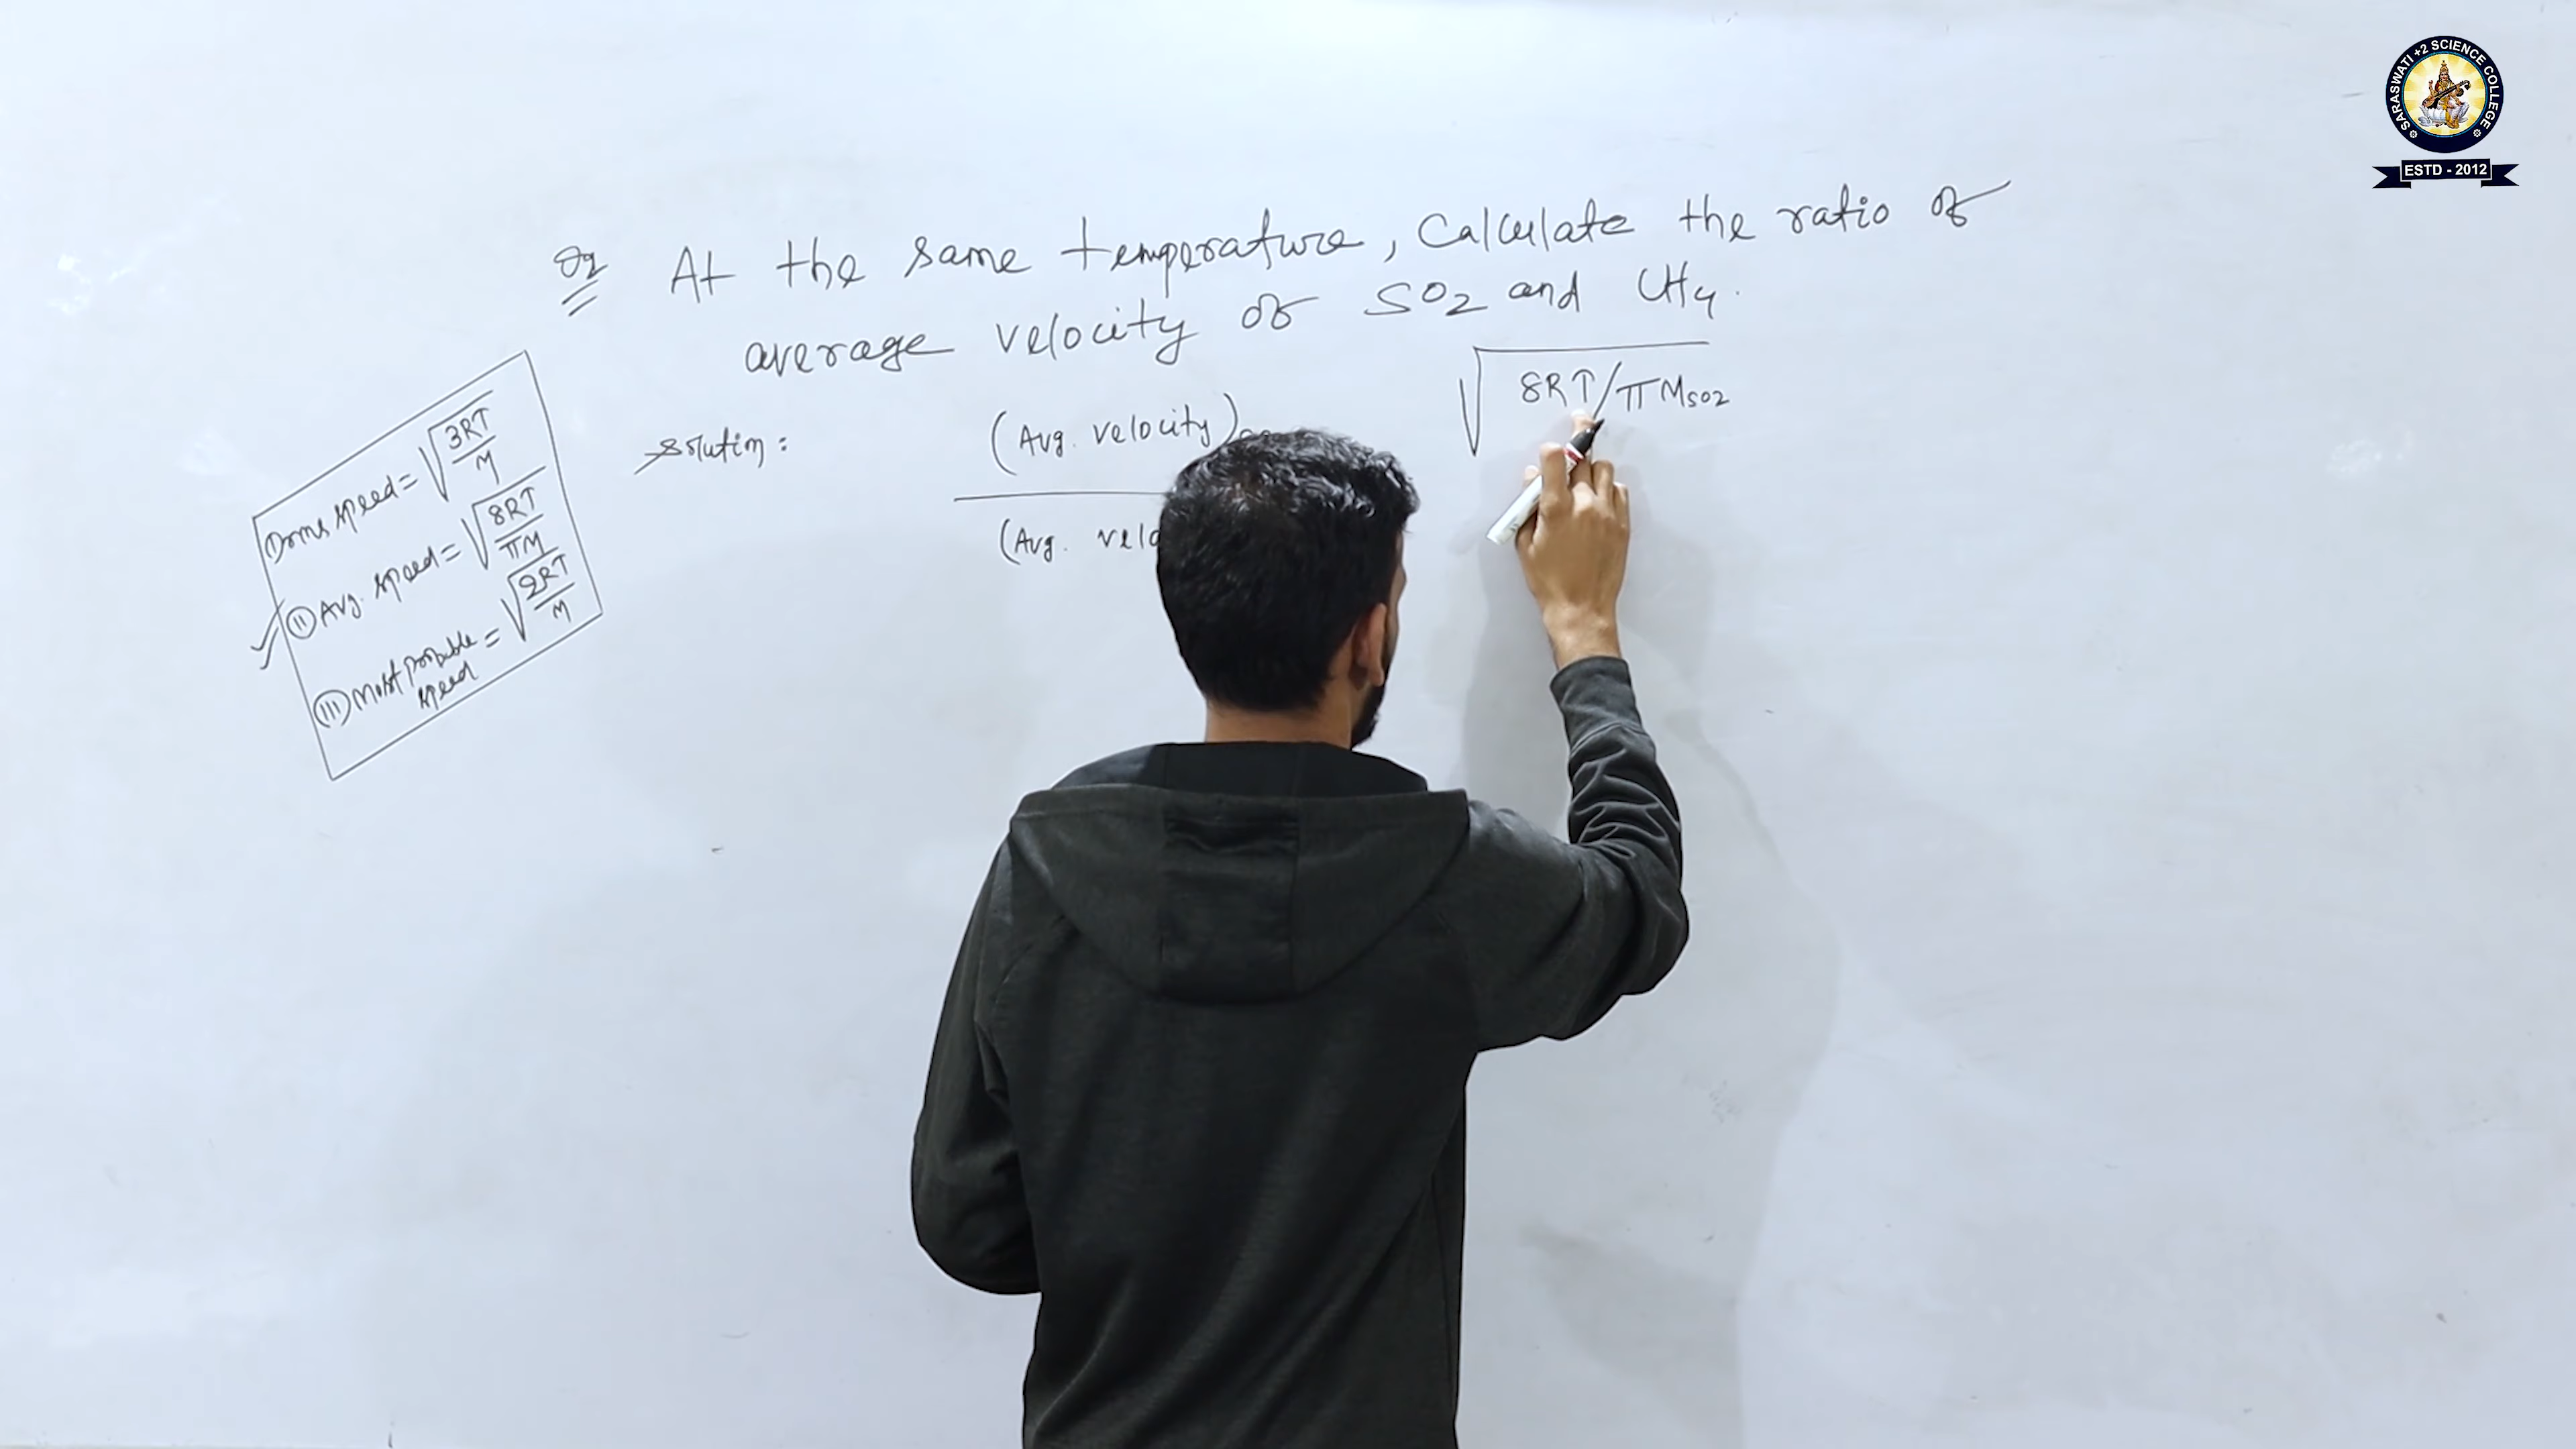 SARASWATI +2 SCIENCE COLLEGE
ESTD - 2012
Q At the same temperature, Calculate the ratio of
average velocity of SO2 and CH4.
Solution :
(Avg. velocity)
(Avg. velo
√8RT/πMSO2
(I) rms speed = √3RT/M
(II) Avg. speed = √8RT/πM
(III) Most probable speed = √2RT/M